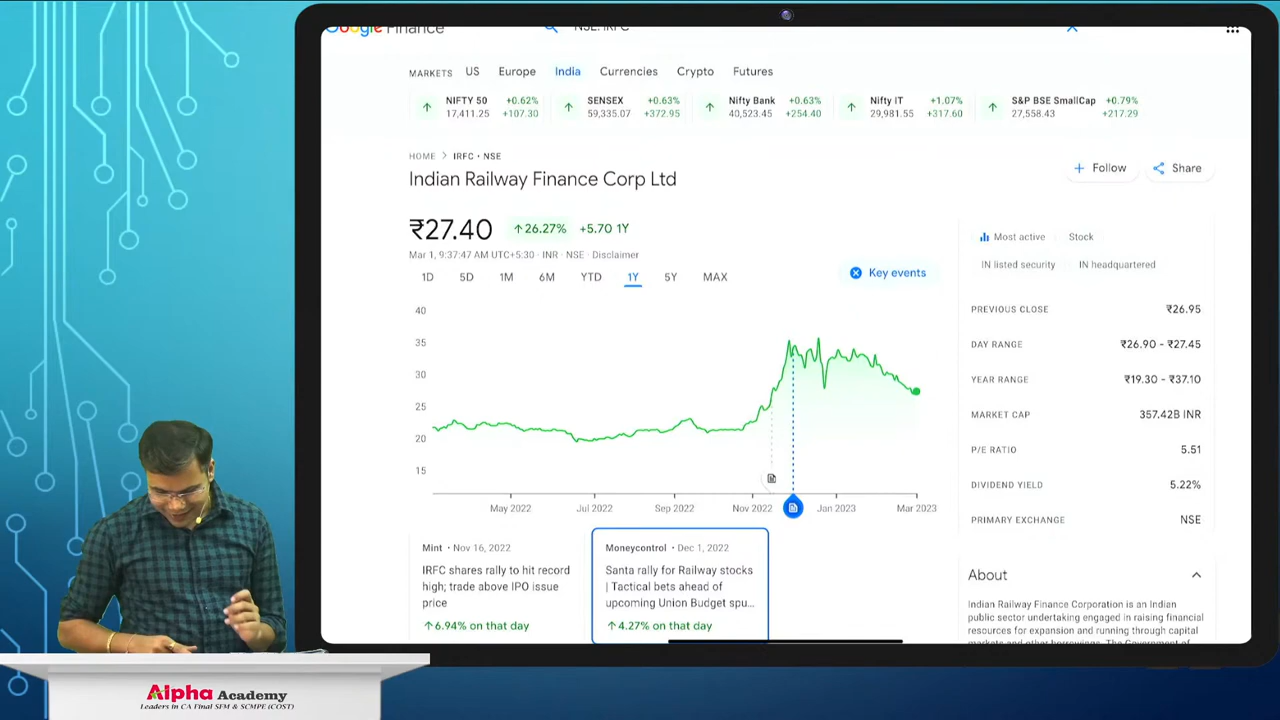 Google Finance
NSE: IRFC
MARKETS US Europe India Currencies Crypto Futures
NIFTY 50 +0.62% SENSEX +0.63% Nifty Bank +0.63% Nifty IT +1.07% S&P BSE SmallCap +0.79%
17,411.25 +107.30 59,335.07 +372.95 40,523.45 +254.40 29,981.55 +317.60 27,558.43 +217.29
HOME > IRFC • NSE
Indian Railway Finance Corp Ltd
+ Follow Share
₹27.40 ↑26.27% +5.70 1Y
Mar 1, 9:37:47 AM UTC+5:30 · INR · NSE · Disclaimer
1D 5D 1M 6M YTD 1Y 5Y MAX
Key events
40
35
30
25
20
15
May 2022 Jul 2022 Sep 2022 Nov 2022 Jan 2023 Mar 2023
Mint • Nov 16, 2022
IRFC shares rally to hit record
high; trade above IPO issue
price
↑6.94% on that day
Moneycontrol • Dec 1, 2022
Santa rally for Railway stocks
| Tactical bets ahead of
upcoming Union Budget spu...
↑4.27% on that day
Most active Stock
IN listed security IN headquartered
PREVIOUS CLOSE ₹26.95
DAY RANGE ₹26.90 - ₹27.45
YEAR RANGE ₹19.30 - ₹37.10
MARKET CAP 357.42B INR
P/E RATIO 5.51
DIVIDEND YIELD 5.22%
PRIMARY EXCHANGE NSE
About
Indian Railway Finance Corporation is an Indian
public sector undertaking engaged in raising financial
resources for expansion and running through capital
markets and other borrowings. The Government of
Alpha Academy
Leaders in CA Final SFM & SCMPE (COST)